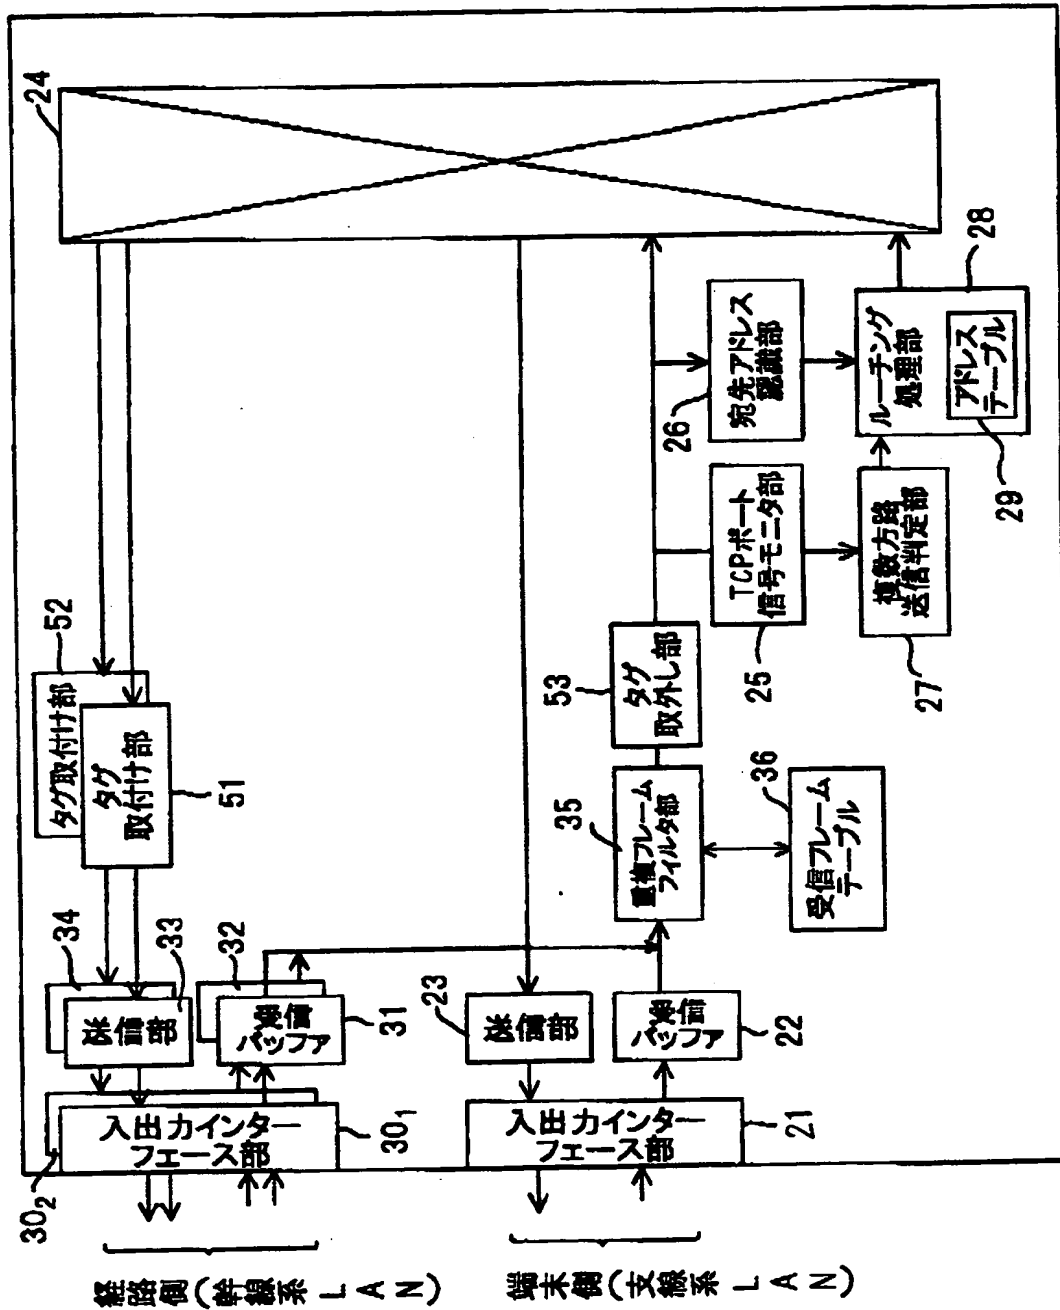 24
52
タグ取付け部
タグ
取付け部
51
34
33
送信部
32
受信
バッファ
31
30₂
入出力インター
フェース部
30₁
経路側(幹線系LAN)
23
送信部
受信
バッファ
22
入出力インター
フェース部
21
端末側(支線系LAN)
35
重複フレーム
フィルタ部
36
受信フレーム
テーブル
53
タグ
取外し部
25
TCPポート
信号モニタ部
26
宛先アドレス
認識部
27
複数方路
送信判定部
28
ルーチング
処理部
アドレス
テーブル
29